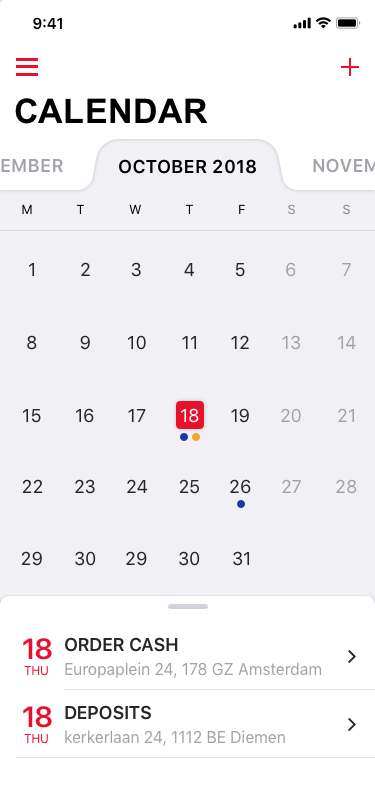 9:41
CALENDAR
EMBER OCTOBER 2018 NOVEM
M T W T F S S
1 2 3 4 5 6 7
8 9 10 11 12 13 14
15 16 17 18 19 20 21
22 23 24 25 26 27 28
29 30 29 30 31
18 ORDER CASH
THU Europaplein 24, 178 GZ Amsterdam
18 DEPOSITS
THU kerkerlaan 24, 1112 BE Diemen